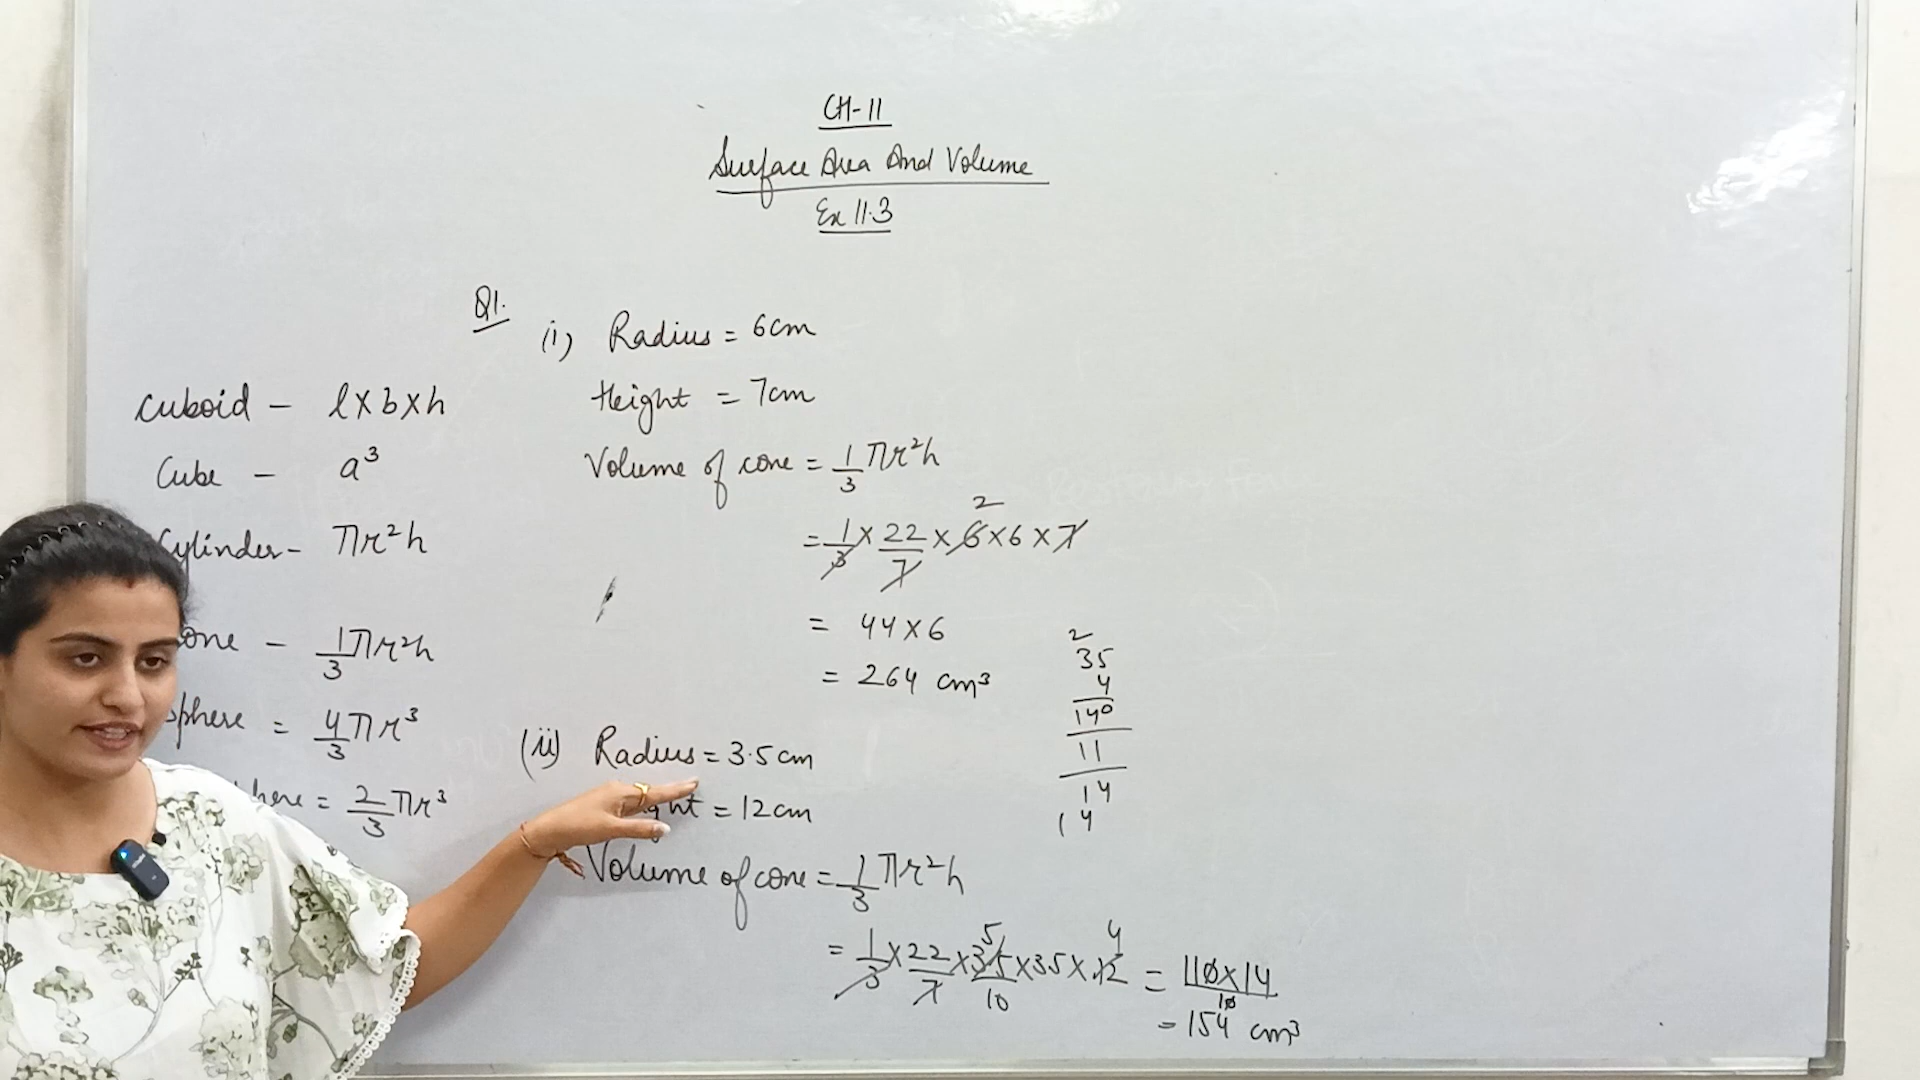 CH-11
Surface Area And Volume
Ex 11.3
Q1.
(i) Radius = 6cm
Height = 7cm
Volume of cone = 1/3 πr²h
= 1/3 × 22/7 × 6 × 6 × 7
2
= 44 × 6
= 264 cm³
(ii) Radius = 3.5 cm
= 12 cm
Volume of cone = 1/3 πr²h
= 1/3 × 22/7 × 35/10 × 3.5 × 12 = 110×14/10
5 4
= 154 cm³
Cuboid - l×b×h
Cube - a³
Cylinder - πr²h
1/3 πr²h
= 4/3 πr³
= 2/3 πr³
2
35
4
140
11
14
14